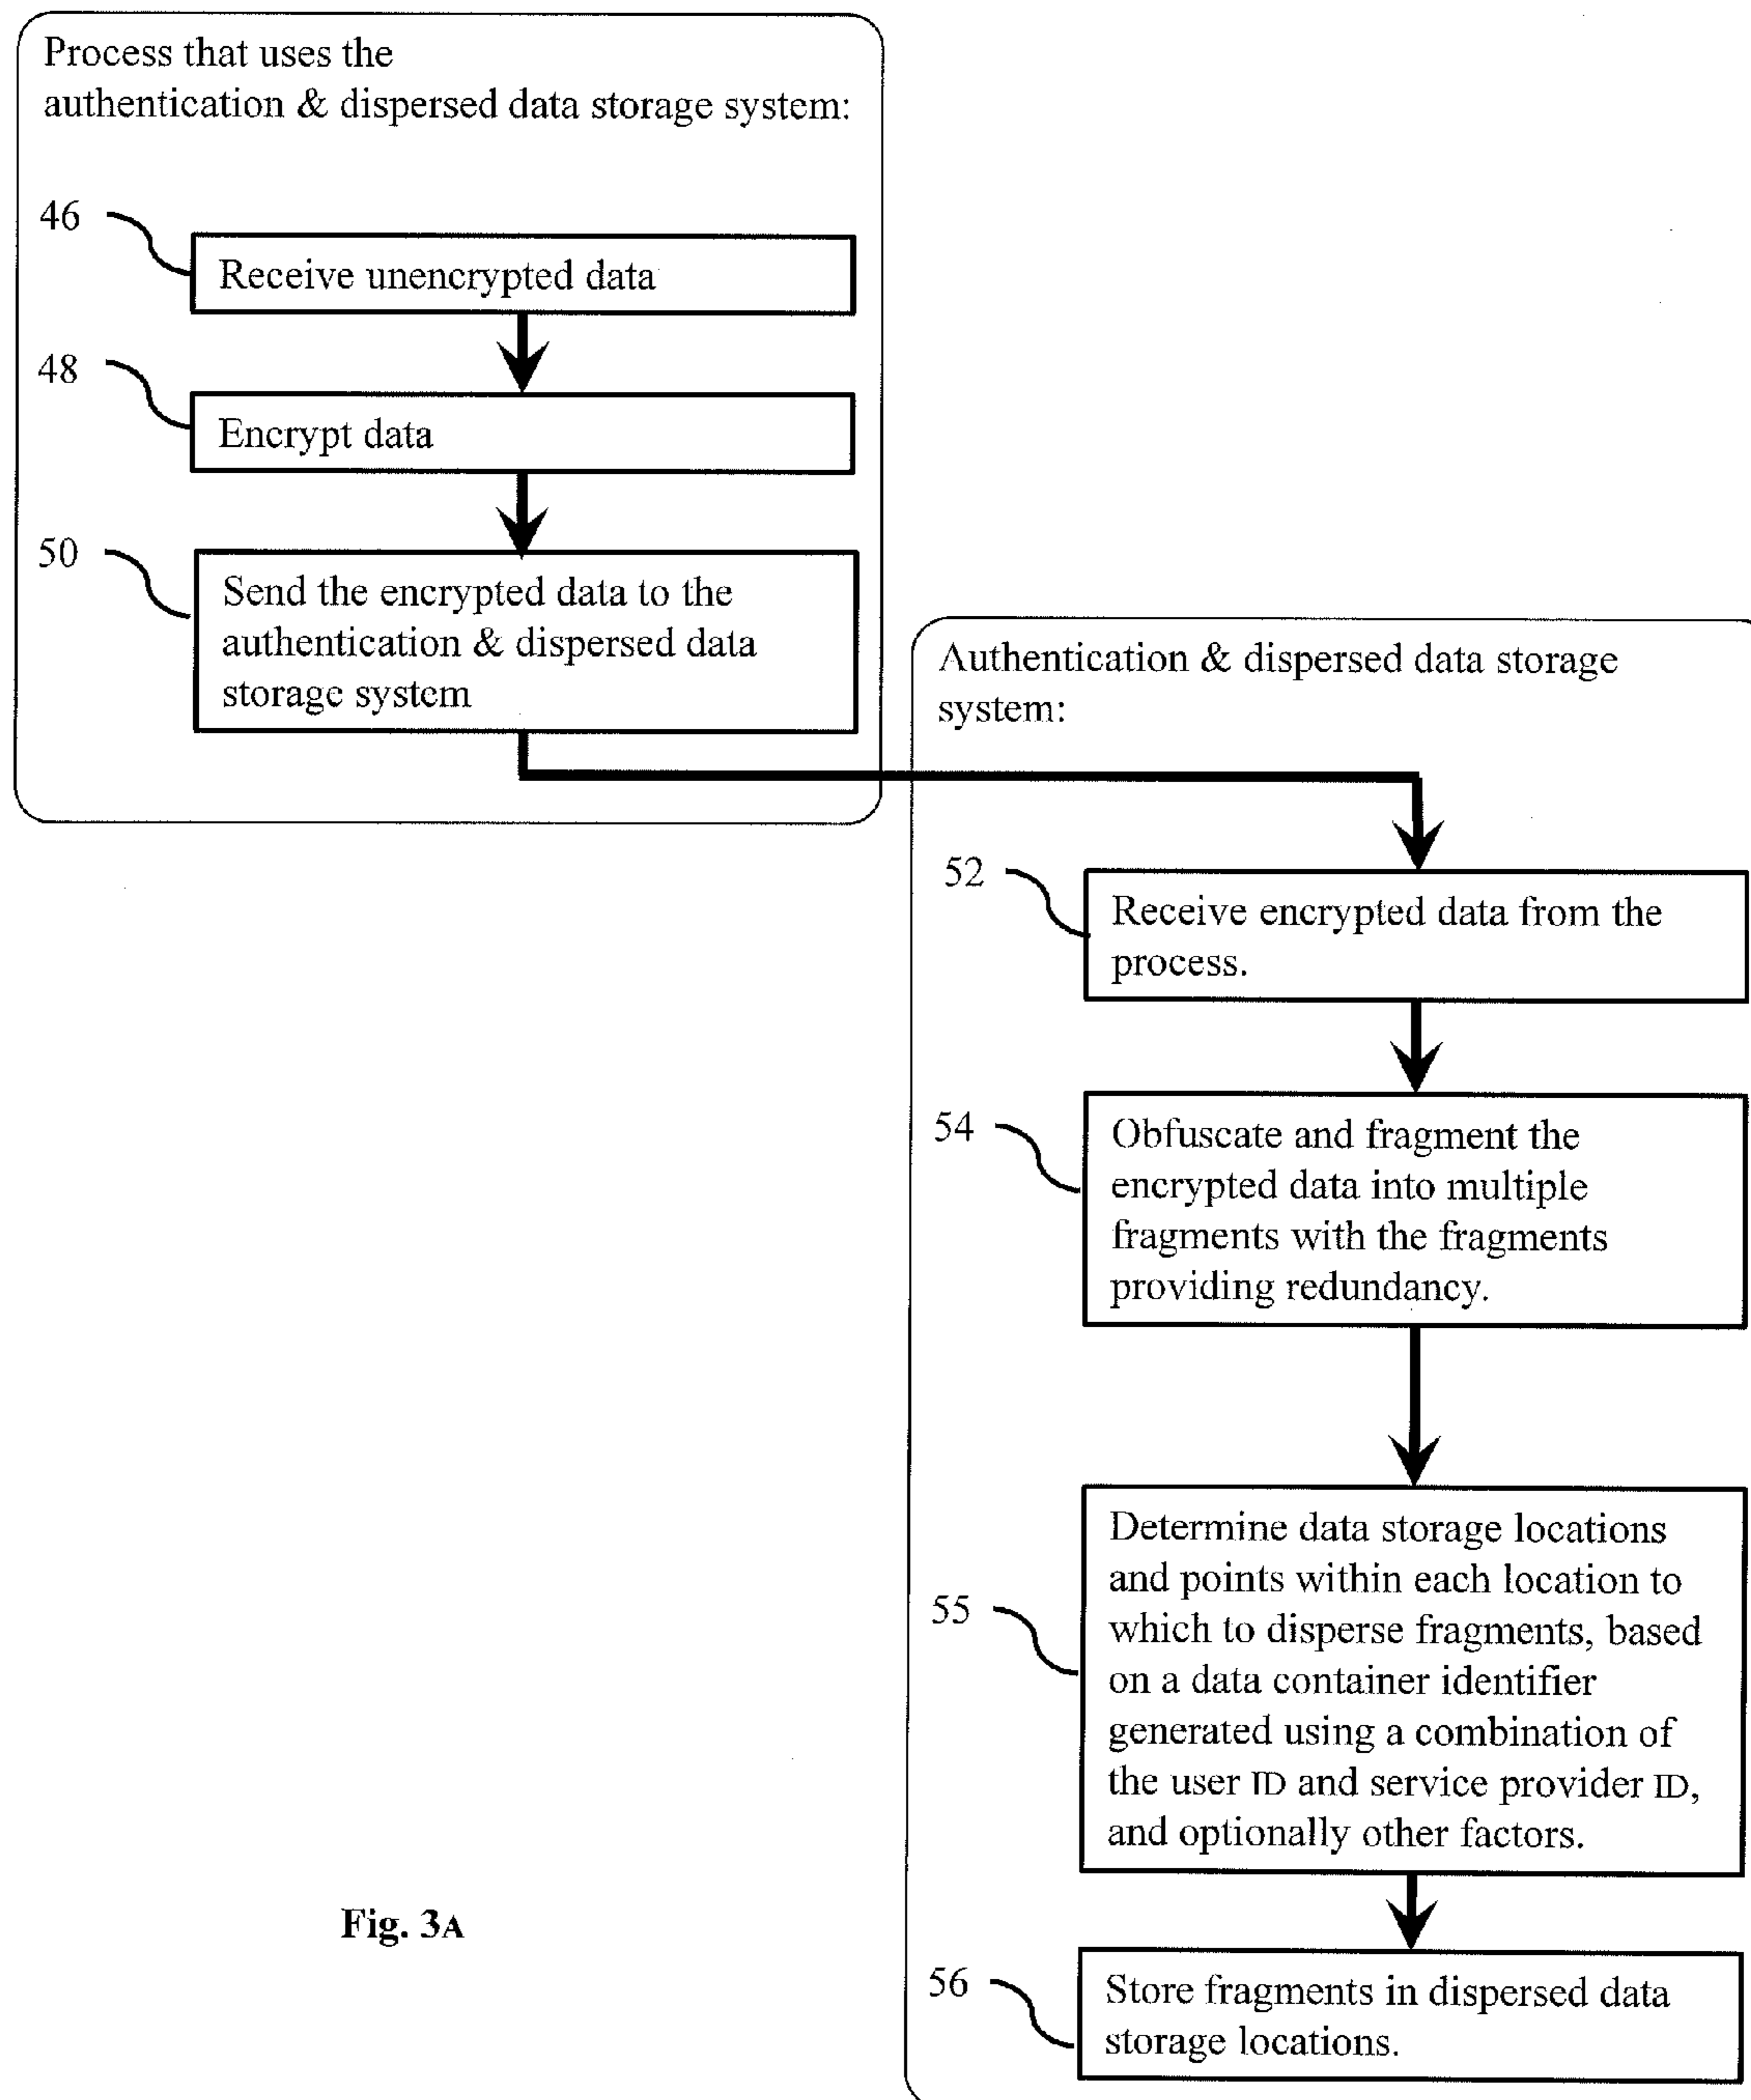 Process that uses the
authentication & dispersed data storage system:
46
Receive unencrypted data
48
Encrypt data
50
Send the encrypted data to the
authentication & dispersed data
storage system
Authentication & dispersed data storage
system:
52
Receive encrypted data from the
process.
54
Obfuscate and fragment the
encrypted data into multiple
fragments with the fragments
providing redundancy.
55
Determine data storage locations
and points within each location to
which to disperse fragments, based
on a data container identifier
generated using a combination of
the user ID and service provider ID,
and optionally other factors.
56
Store fragments in dispersed data
storage locations.
Fig. 3A